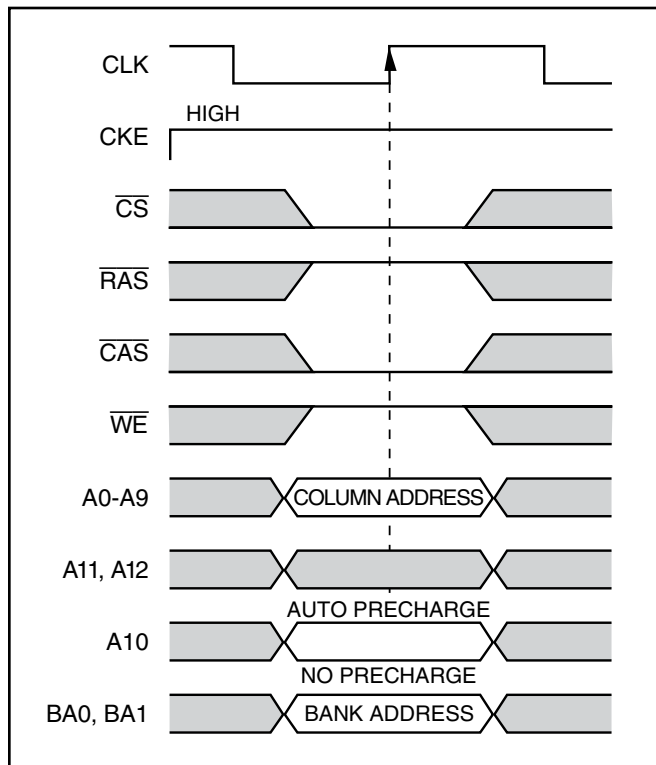 CLK
HIGH
CKE
CS
RAS
CAS
WE
A0-A9 COLUMN ADDRESS
A11, A12
AUTO PRECHARGE
A10
NO PRECHARGE
BA0, BA1 BANK ADDRESS